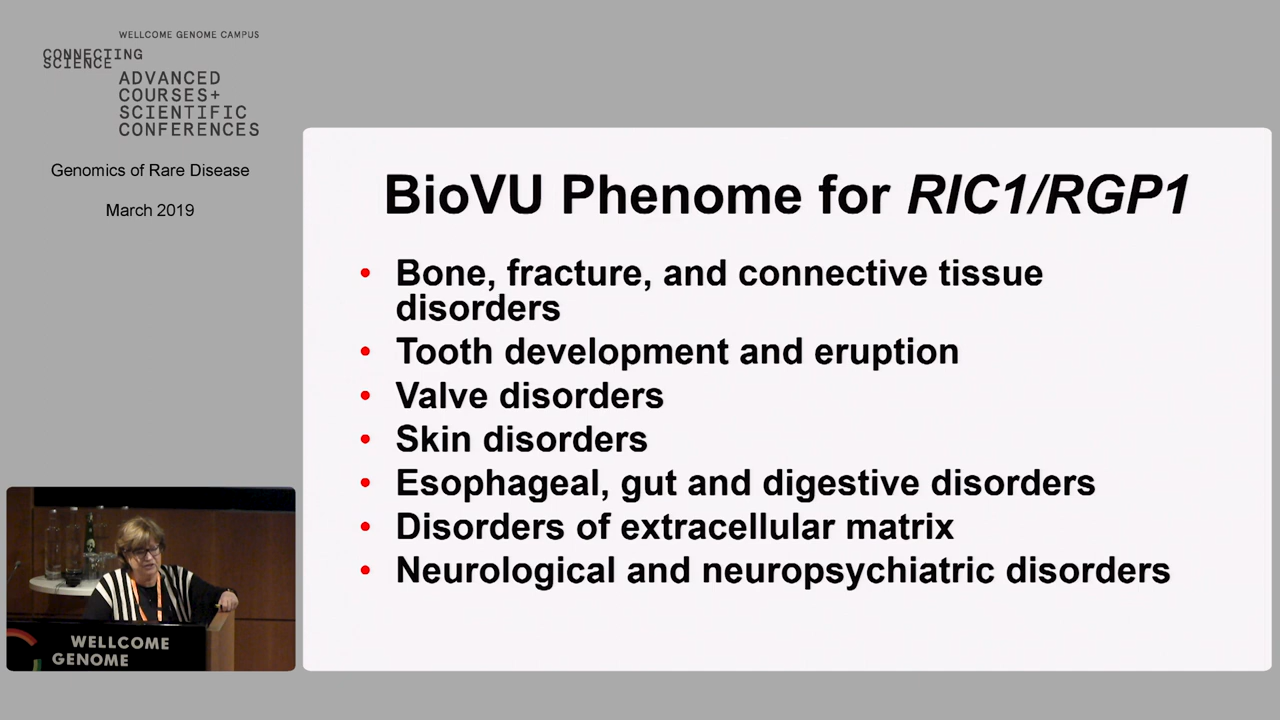 WELLCOME GENOME CAMPUS
CONNECTING
SCIENCE
ADVANCED
COURSES+
SCIENTIFIC
CONFERENCES
Genomics of Rare Disease
March 2019
BioVU Phenome for RIC1/RGP1
• Bone, fracture, and connective tissue
disorders
• Tooth development and eruption
• Valve disorders
• Skin disorders
• Esophageal, gut and digestive disorders
• Disorders of extracellular matrix
• Neurological and neuropsychiatric disorders
WELLCOME
GENOME